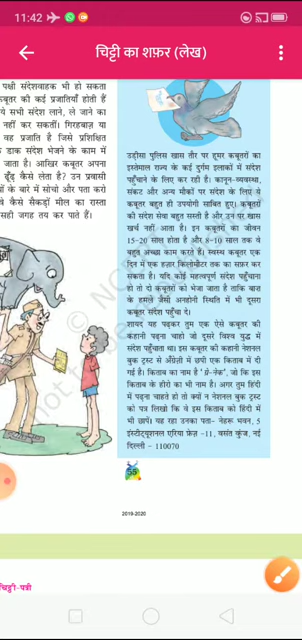 11:42
चिट्टी का शफ़र (लेख)
पक्षी संदेशवाहक भी हो सकता
कबूतर की कई प्रजातियाँ होती हैं
ये सभी संदेश लाने, ले जाने का
नहीं कर सकतीं। गिरहबाज़ या
वह प्रजाति है जिसे प्रशिक्षित
डाक संदेश भेजने के काम में
जाता है। आखिर कबूतर अपना
ढूँढ़ कैसे लेता है? उन प्रवासी
यों के बारे में सोचो और पता करो
वे कैसे सैकड़ों मील का रास्ता
सही जगह तय कर पाते हैं।
उड़ीसा पुलिस खास तौर पर हूमर कबूतरों का
इस्तेमाल राज्य के कई दुर्गम इलाकों में संदेश
पहुँचाने के लिए कर रही है। कानून-व्यवस्था,
संकट और अन्य मौकों पर संदेश के लिए ये
कबूतर बहुत ही उपयोगी साबित हुए। कबूतरों
की संदेश सेवा बहुत सस्ती है और उन पर खास
खर्च नहीं आता है। इन कबूतरों का जीवन
15-20 साल होता है और 8-10 साल तक वे
बहुत अच्छा काम करते हैं। स्वस्थ कबूतर एक
दिन में एक हज़ार किलोमीटर तक का सफ़र कर
सकता है। यदि कोई महत्वपूर्ण संदेश पहुँचाना
हो तो दो कबूतरों को भेजा जाता है ताकि बाज
के हमले जैसी अनहोनी स्थिति में भी दूसरा
कबूतर संदेश पहुँचा दे।
शायद यह पढ़कर तुम एक ऐसे कबूतर की
कहानी पढ़ना चाहो जो दूसरे विश्व युद्ध में
संदेश पहुँचाता था। इस कबूतर की कहानी नेशनल
बुक ट्रस्ट से अँग्रेज़ी में छपी एक किताब में दी
गई है। किताब का नाम है 'ग्रे-नेक', जो कि इस
किताब के हीरो का भी नाम है। अगर तुम हिंदी
में पढ़ना चाहते हो तो क्यों न नेशनल बुक ट्रस्ट
को पत्र लिखो कि वे इस किताब को हिंदी में
भी छापें। यह रहा उनका पता- नेहरू भवन, 5
इंस्टीट्यूशनल एरिया फ़ेज़ -11, वसंत कुंज, नई
दिल्ली - 110070
55
2019-2020
चिट्ठी-पत्री